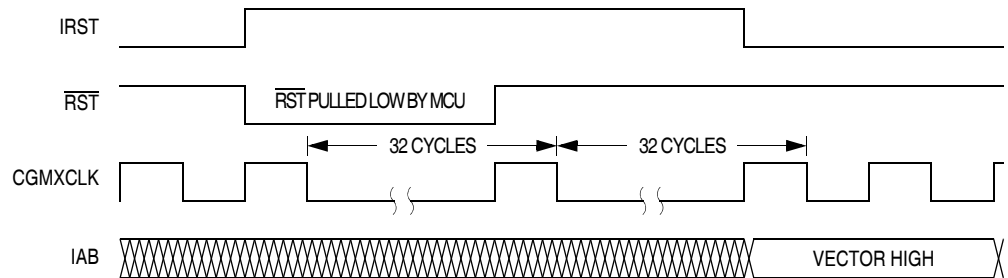 IRST
RST
RST PULLED LOW BY MCU
32 CYCLES
32 CYCLES
CGMXCLK
IAB
VECTOR HIGH